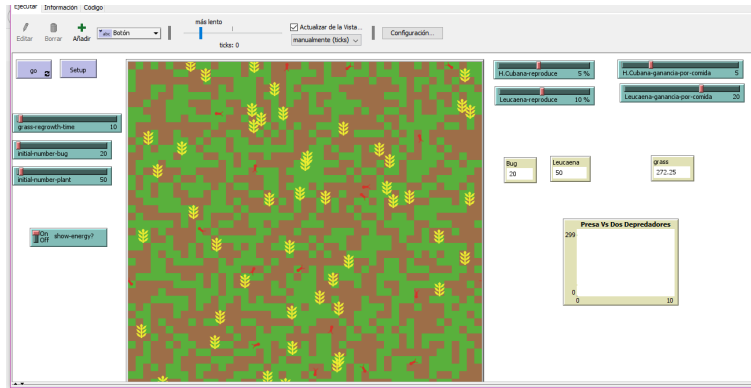 Ejecutar Información Código
más lento
Editar Borrar Añadir Abc Botón
ticks: 0
Actualizar de la Vista...
manualmente (ticks)
Configuración...
go
Setup
grass-regrowth-time 10
initial-number-bug 20
initial-number-plant 50
On
Off
show-energy?
H.Cubana-reproduce 5 %
Leucaena-reproduce 10 %
H.Cubana-ganancia-por-comida 5
Leucaena-ganancia-por-comida 20
Bug
20
Leucaena
50
grass
272.25
Presa Vs Dos Depredadores
299
0
0 10